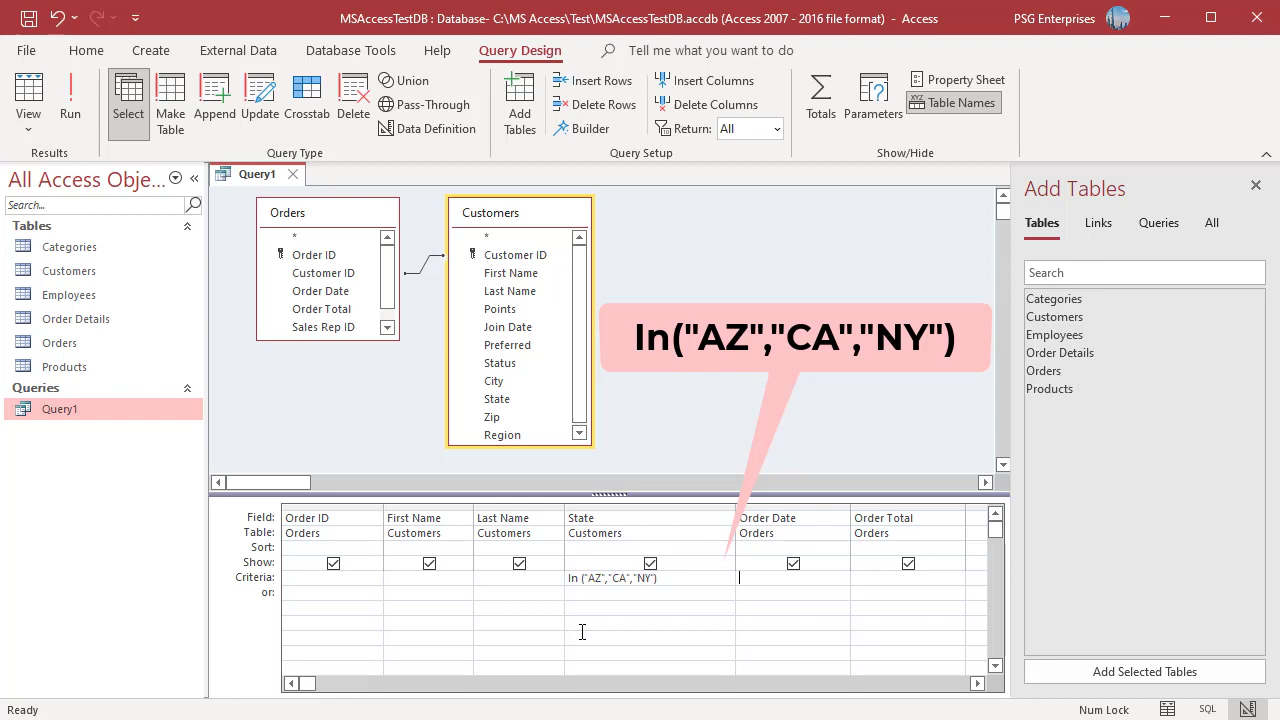 MSAccessTestDB : Database- C:\MS Access\Test\MSAccessTestDB.accdb (Access 2007 - 2016 file format) - Access
PSG Enterprises
File Home Create External Data Database Tools Help Query Design Tell me what you want to do
View
Run
Results
Select
Make Table
Append
Update
Crosstab
Delete
Union
Pass-Through
Data Definition
Query Type
Add Tables
Insert Rows
Delete Rows
Builder
Insert Columns
Delete Columns
Return: All
Query Setup
Totals
Parameters
Property Sheet
XYZ Table Names
Show/Hide
All Access Obje...
Search...
Tables
Categories
Customers
Employees
Order Details
Orders
Products
Queries
Query1
Query1
Orders
*
Order ID
Customer ID
Order Date
Order Total
Sales Rep ID
Customers
*
Customer ID
First Name
Last Name
Points
Join Date
Preferred
Status
City
State
Zip
Region
In("AZ","CA","NY")
Field: Order ID First Name Last Name State Order Date Order Total
Table: Orders Customers Customers Customers Orders Orders
Sort:
Show:
Criteria: In ("AZ","CA","NY")
or:
Add Tables
Tables Links Queries All
Search
Categories
Customers
Employees
Order Details
Orders
Products
Add Selected Tables
Ready
Num Lock
SQL